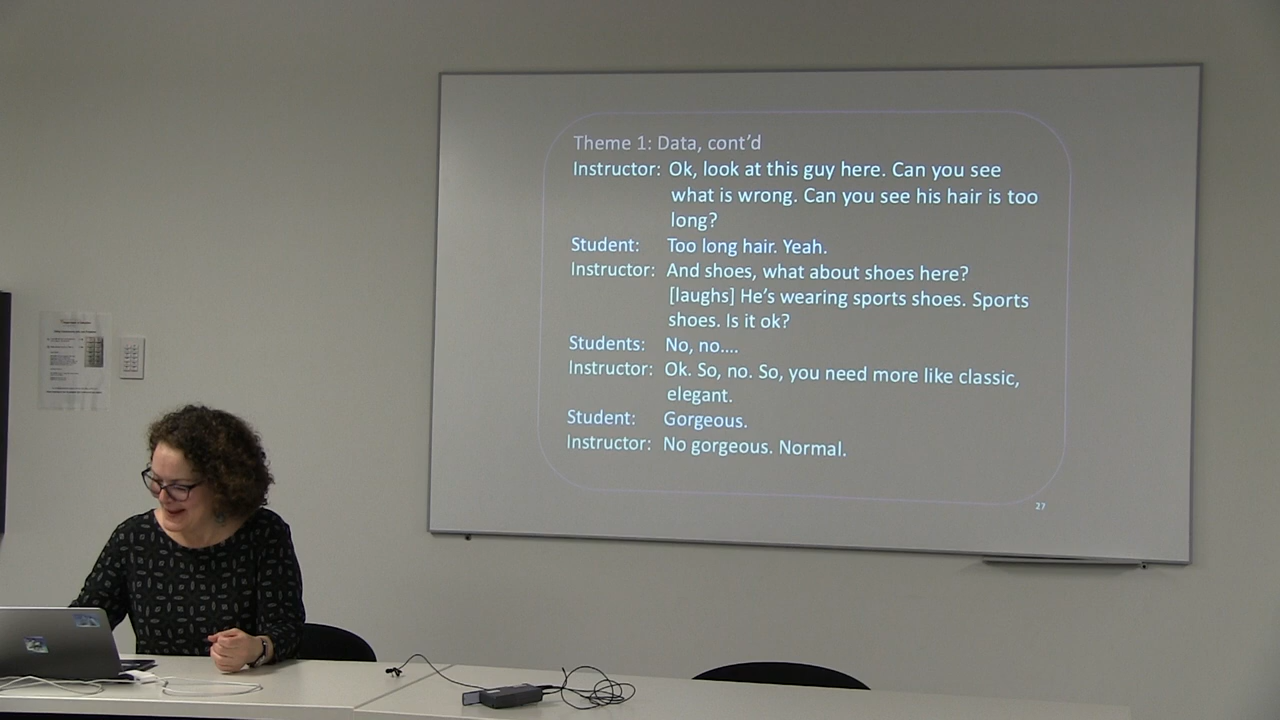 Theme 1: Data, cont'd
Instructor: Ok, look at this guy here. Can you see
what is wrong. Can you see his hair is too
long?
Student: Too long hair. Yeah.
Instructor: And shoes, what about shoes here?
[laughs] He's wearing sports shoes. Sports
shoes. Is it ok?
Students: No, no....
Instructor: Ok. So, no. So, you need more like classic,
elegant.
Student: Gorgeous.
Instructor: No gorgeous. Normal.
27